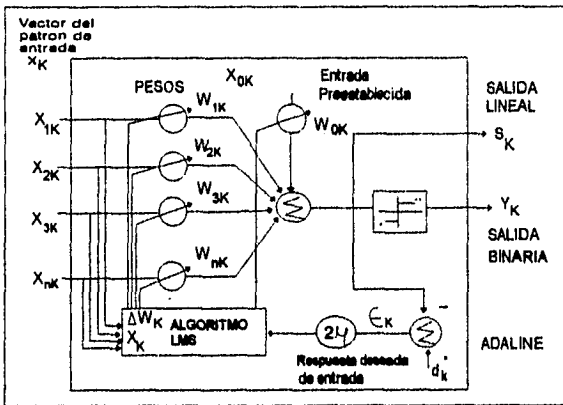 Vector del
patron de
entrada
X_K
PESOS
X_0K
Entrada
Preestablecida
W_0K
SALIDA
LINEAL
S_K
X_1K
W_1K
X_2K
W_2K
X_3K
W_3K
Y_K
SALIDA
BINARIA
X_nK
W_nK
Σ
ΔW_K
X_K
ALGORITMO
LMS
2μ
Є_K
Σ
-
d_k
Respuesta deseada
de entrada
ADALINE